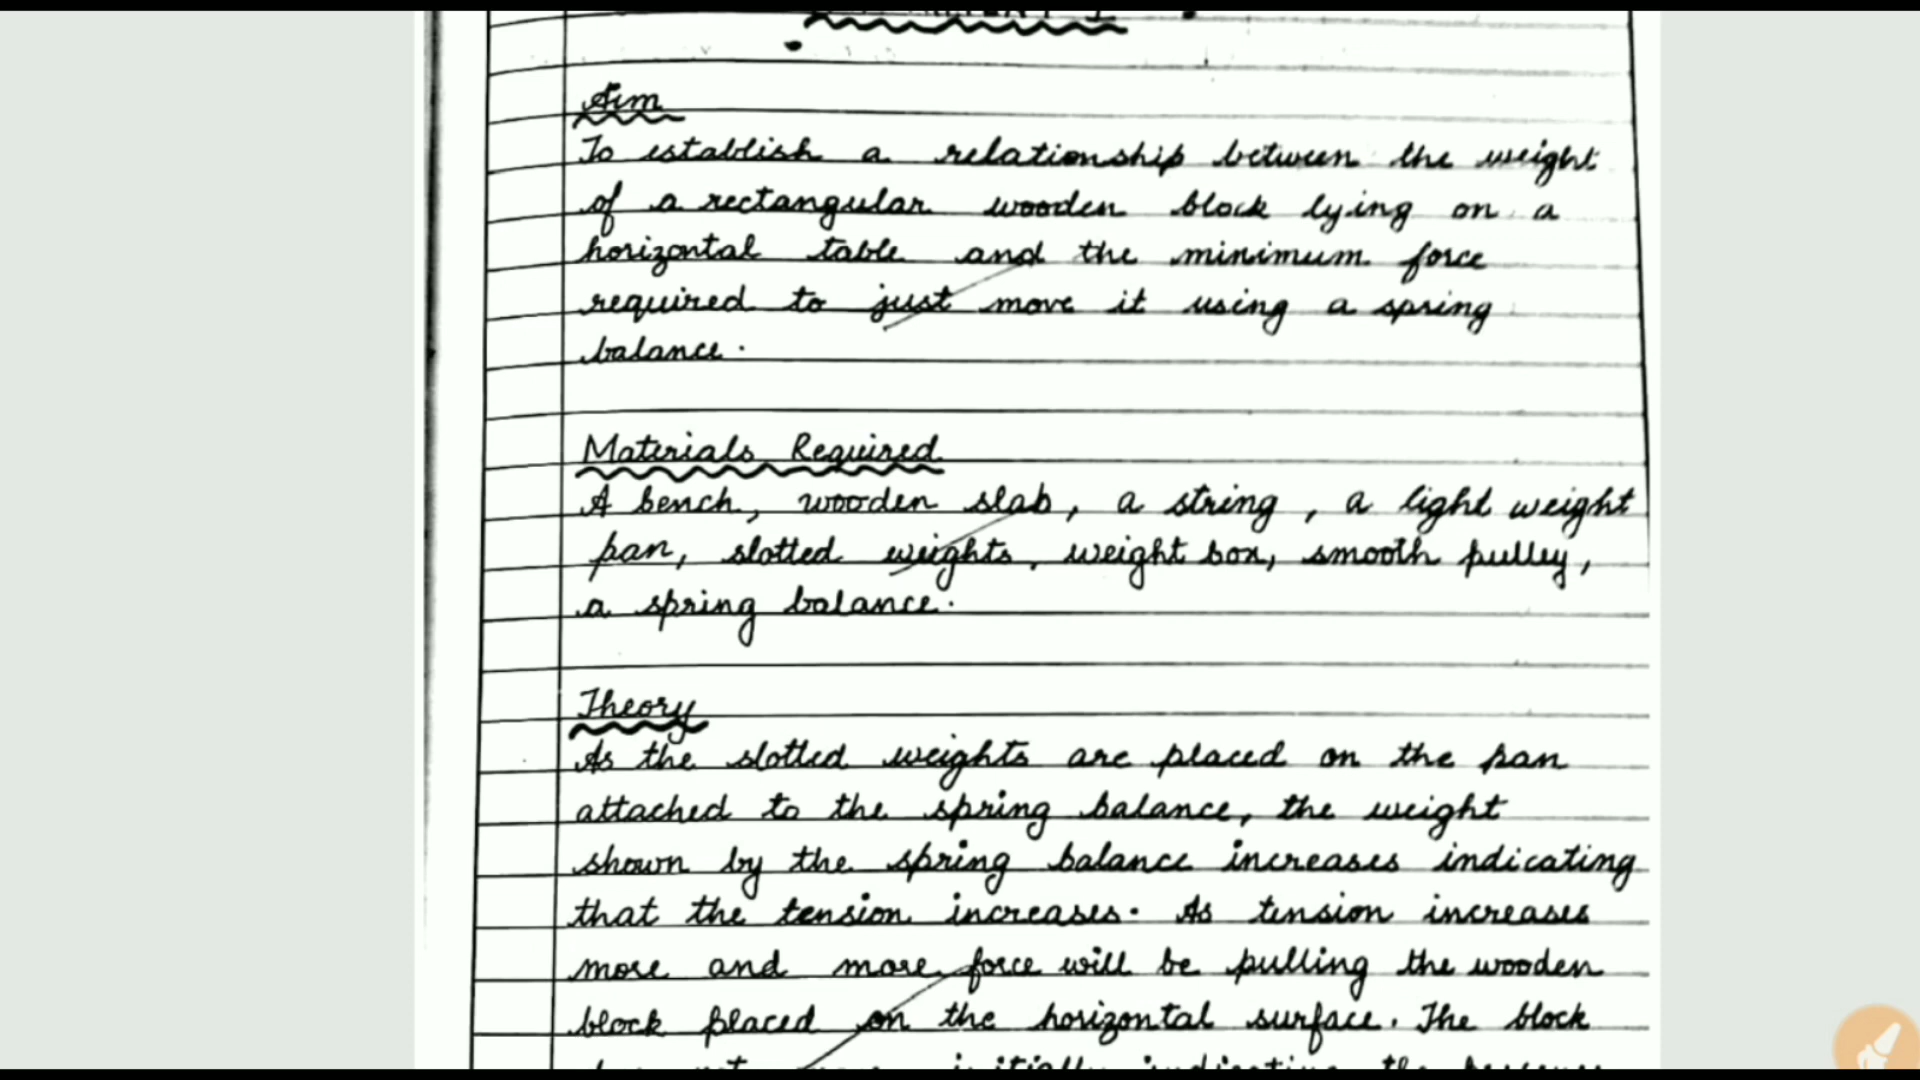 Aim
To establish a relationship between the weight
of a rectangular wooden block lying on a
horizontal table and the minimum force
required to just move it using a spring
balance.
Materials Required
A bench, wooden slab, a string, a light weight
pan, slotted weights, weight box, smooth pulley,
a spring balance.
Theory
As the slotted weights are placed on the pan
attached to the spring balance, the weight
shown by the spring balance increases indicating
that the tension increases. As tension increases
more and more force will be pulling the wooden
block placed on the horizontal surface. The block